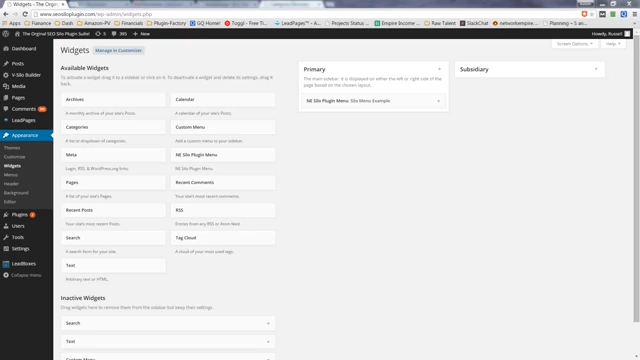 www.seosiloplugin.com/wp-admin/widgets.php
Apps
Finance
Dash
Amazon-PV
Finances
Plugin-Factory
GQ Home
Toggl - Free Time Tr
LeadPages™ - A
Projects Status
Empire Income
Raw Talent
SlackChat
networkempire
Planning ~ 5 an
The Original SEO Silo Plugin Suite!
5
393
New
Howdy, Russell
Dashboard
Posts
V-Silo Builder
Media
Pages
Comments
LeadPages
Appearance
Themes
Customize
Widgets
Menus
Header
Background
Editor
Plugins 2
Users
Tools
Settings
LeadBoxes
Collapse menu
Screen Options
Help
Widgets
Manage in Customizer
Available Widgets
To activate a widget drag it to a sidebar or click on it. To deactivate a widget and delete its settings, drag it back.
Archives
A monthly archive of your site's Posts.
Calendar
A calendar of your site's Posts.
Categories
A list or dropdown of categories.
Custom Menu
Add a custom menu to your sidebar.
Meta
Login, RSS, & WordPress.org links.
NE Silo Plugin Menu
NE Silo Plugin Menu.
Pages
A list of your site's Pages.
Recent Comments
Your site's most recent comments.
Recent Posts
Your site's most recent Posts.
RSS
Entries from any RSS or Atom feed.
Search
A search form for your site.
Tag Cloud
A cloud of your most used tags.
Text
Arbitrary text or HTML.
Inactive Widgets
Drag widgets here to remove them from the sidebar but keep their settings.
Search
Text
Custom Menu
Primary
The main sidebar. It is displayed on either the left or right side of the
page based on the chosen layout.
NE Silo Plugin Menu: Silo Menu Example
Subsidiary